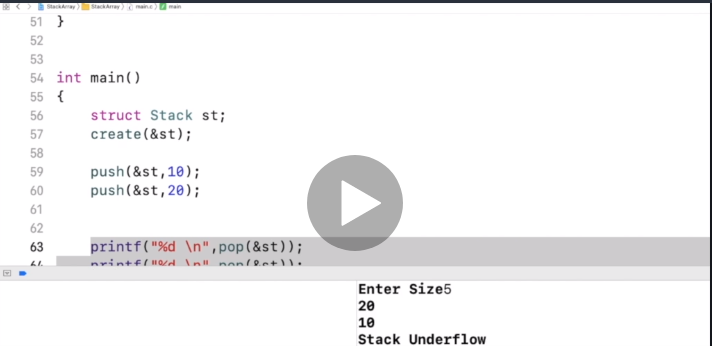 StackArray StackArray main.c main
51 }
52
53
54 int main()
55 {
56 struct Stack st;
57 create(&st);
58
59 push(&st,10);
60 push(&st,20);
61
62
63 printf("%d \n",pop(&st));
64 printf("%d \n",pop(&st));
Enter Size5
20
10
Stack Underflow